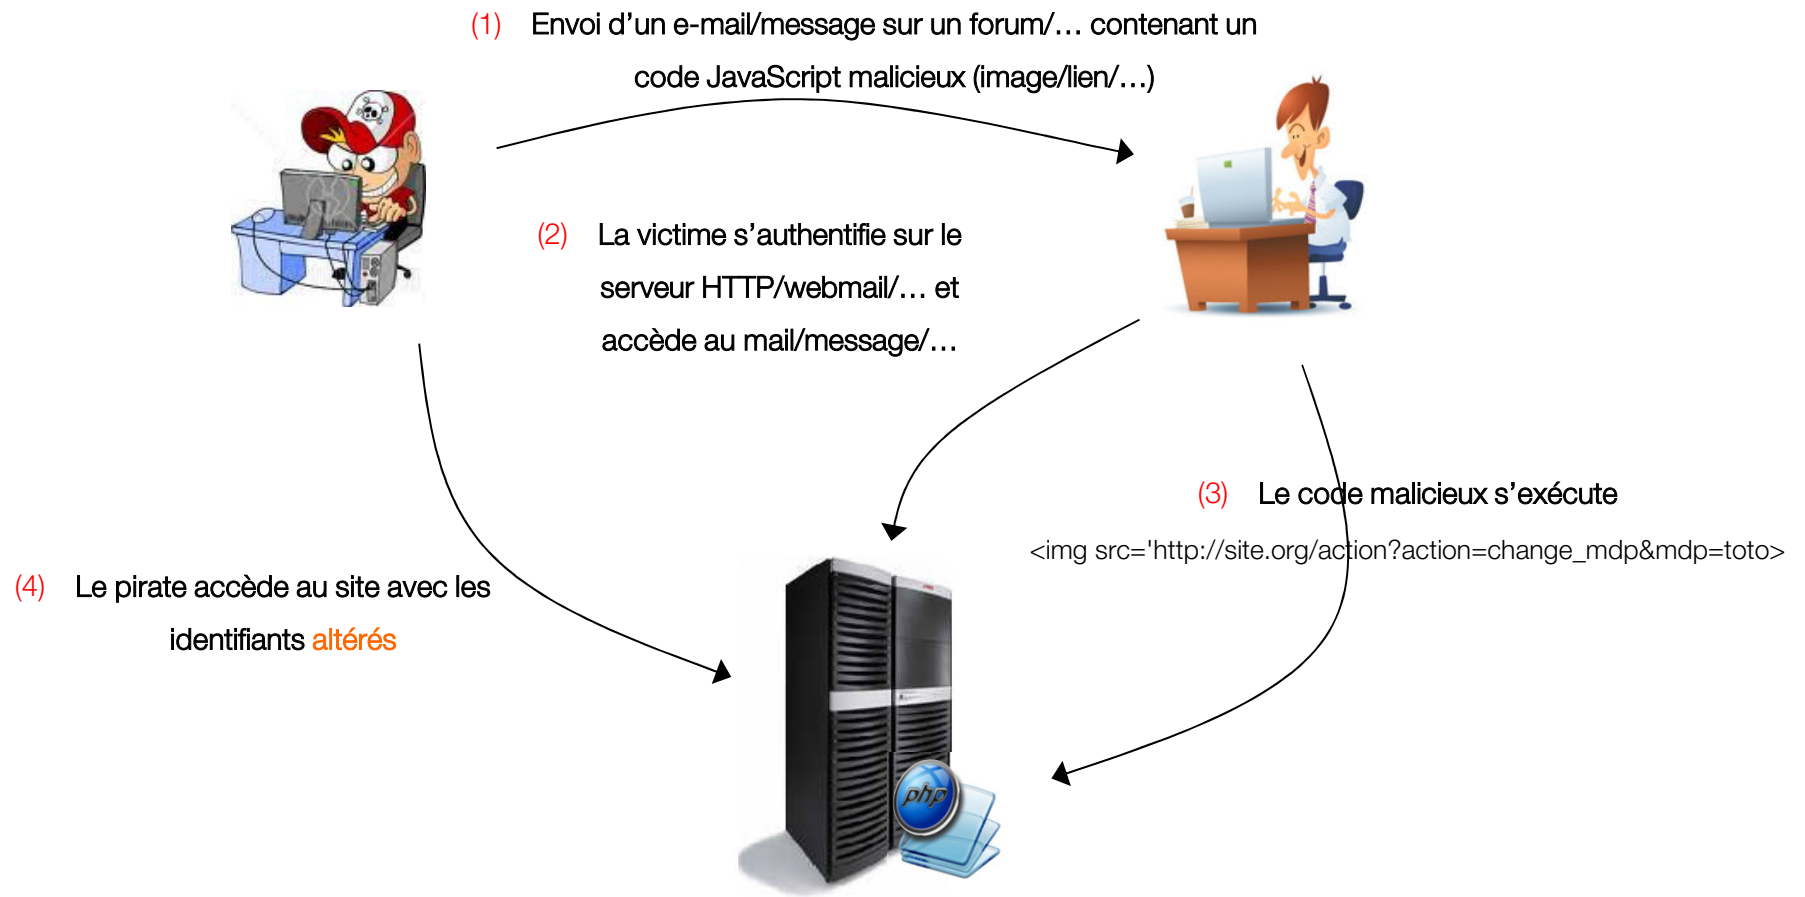 (1) Envoi d’un e-mail/message sur un forum/… contenant un
code JavaScript malicieux (image/lien/…)
(2) La victime s’authentifie sur le
serveur HTTP/webmail/… et
accède au mail/message/…
(3) Le code malicieux s’exécute
<img src='http://site.org/action?action=change_mdp&mdp=toto>
(4) Le pirate accède au site avec les
identifiants altérés
php